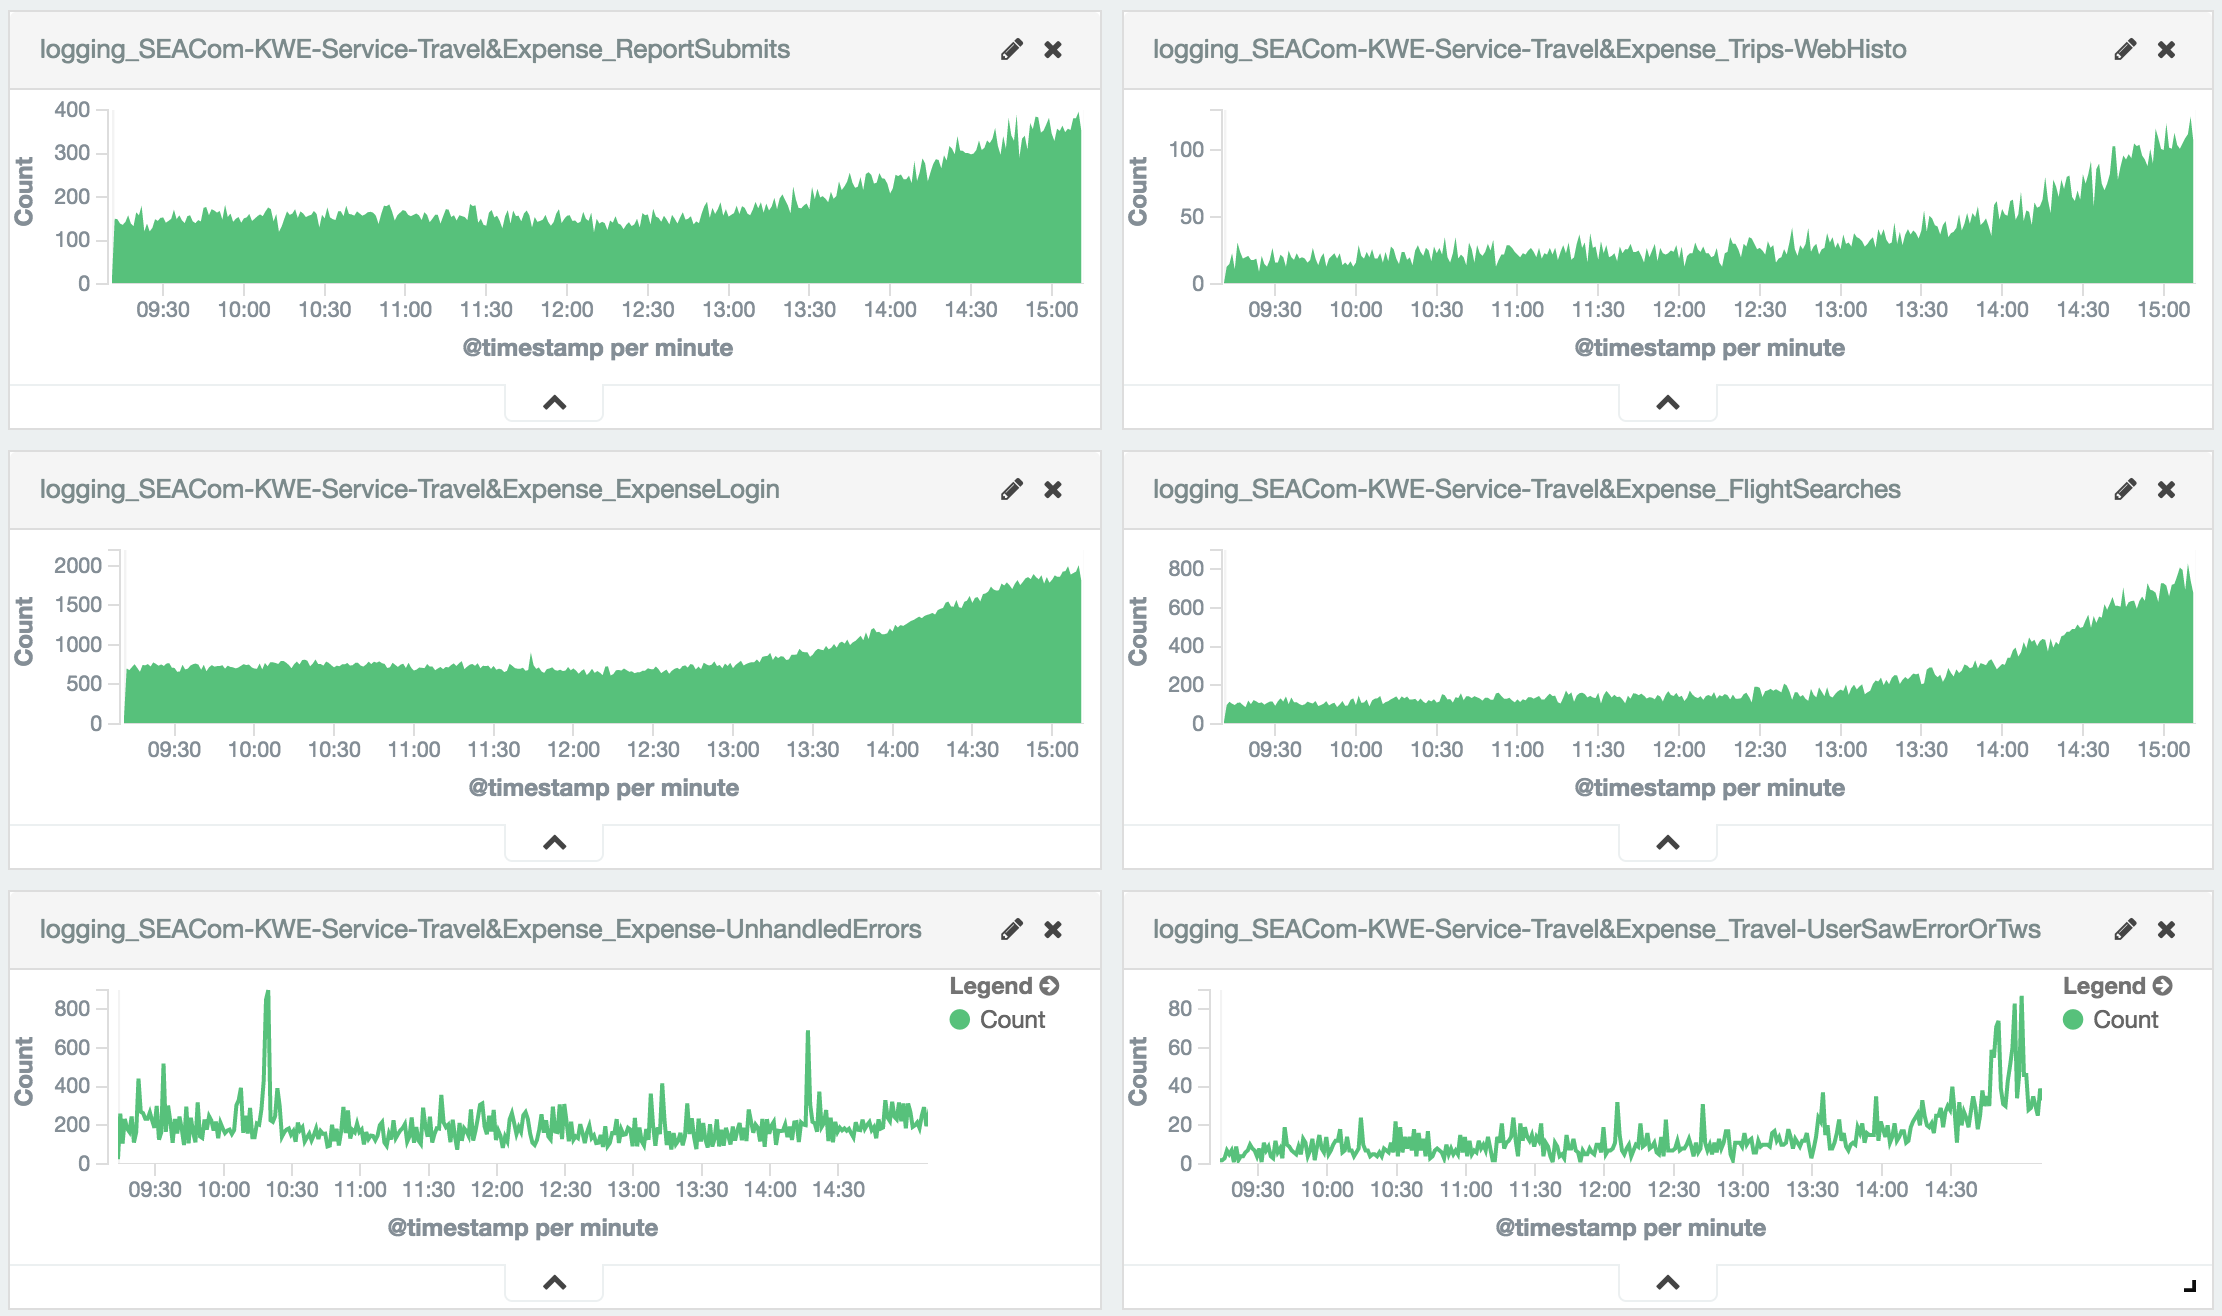 logging_SEACom-KWE-Service-Travel&Expense_ReportSubmits
Count
400
300
200
100
0
09:30 10:00 10:30 11:00 11:30 12:00 12:30 13:00 13:30 14:00 14:30 15:00
@timestamp per minute
logging_SEACom-KWE-Service-Travel&Expense_Trips-WebHisto
Count
100
50
0
09:30 10:00 10:30 11:00 11:30 12:00 12:30 13:00 13:30 14:00 14:30 15:00
@timestamp per minute
logging_SEACom-KWE-Service-Travel&Expense_ExpenseLogin
Count
2000
1500
1000
500
0
09:30 10:00 10:30 11:00 11:30 12:00 12:30 13:00 13:30 14:00 14:30 15:00
@timestamp per minute
logging_SEACom-KWE-Service-Travel&Expense_FlightSearches
Count
800
600
400
200
0
09:30 10:00 10:30 11:00 11:30 12:00 12:30 13:00 13:30 14:00 14:30 15:00
@timestamp per minute
logging_SEACom-KWE-Service-Travel&Expense_Expense-UnhandledErrors
Legend
Count
Count
800
600
400
200
0
09:30 10:00 10:30 11:00 11:30 12:00 12:30 13:00 13:30 14:00 14:30
@timestamp per minute
logging_SEACom-KWE-Service-Travel&Expense_Travel-UserSawErrorOrTws
Legend
Count
Count
80
60
40
20
0
09:30 10:00 10:30 11:00 11:30 12:00 12:30 13:00 13:30 14:00 14:30
@timestamp per minute